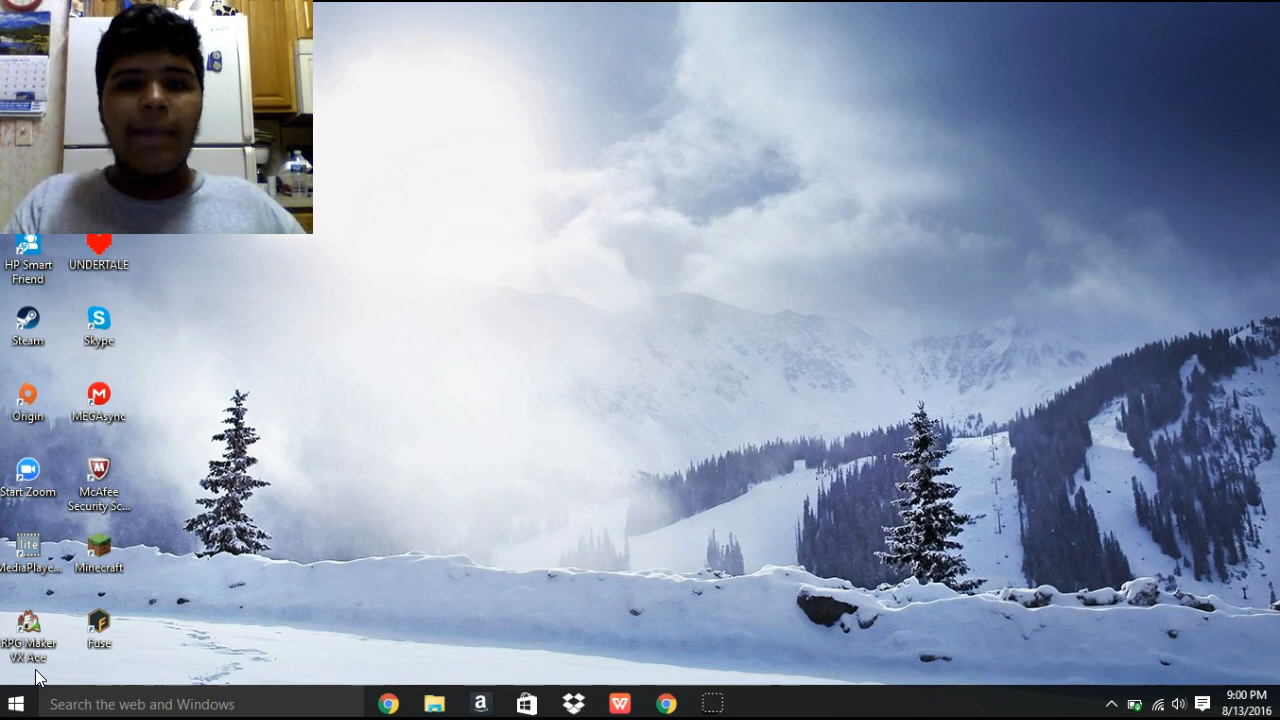 HP Smart
Friend
UNDERTALE
Steam
Skype
Origin
MEGAsync
Start Zoom
McAfee
Security Sc...
lite
MediaPlaye...
Minecraft
RPG Maker
VX Ace
Fuse
Search the web and Windows
9:00 PM
8/13/2016